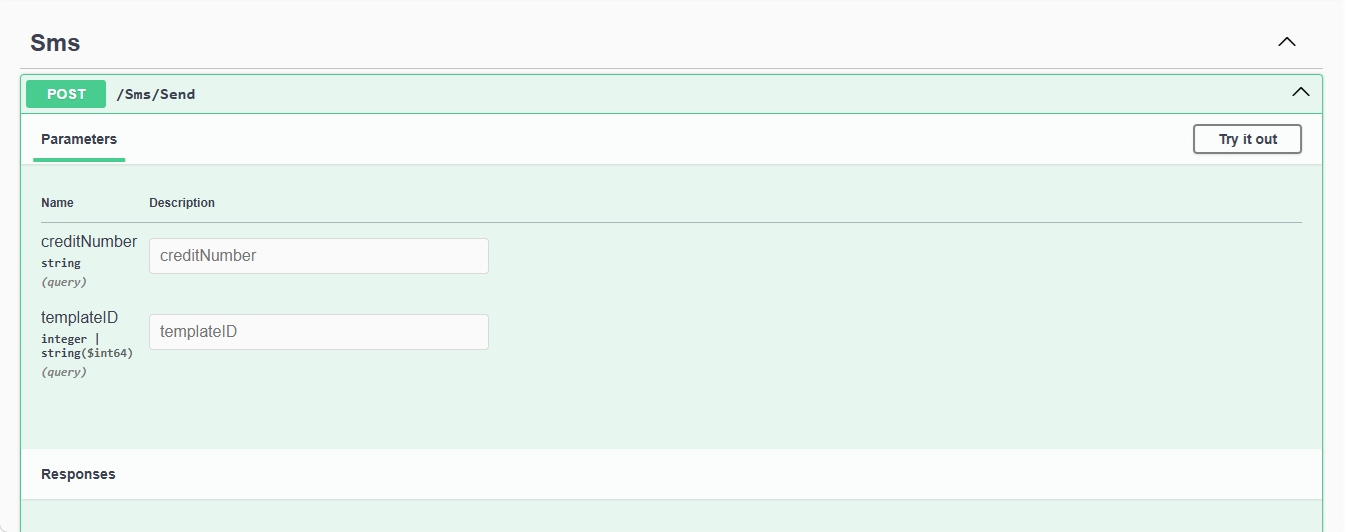 Sms
POST /Sms/Send
Parameters
Try it out
Name Description
creditNumber
string
(query)
creditNumber
templateID
integer |
string($int64)
(query)
templateID
Responses